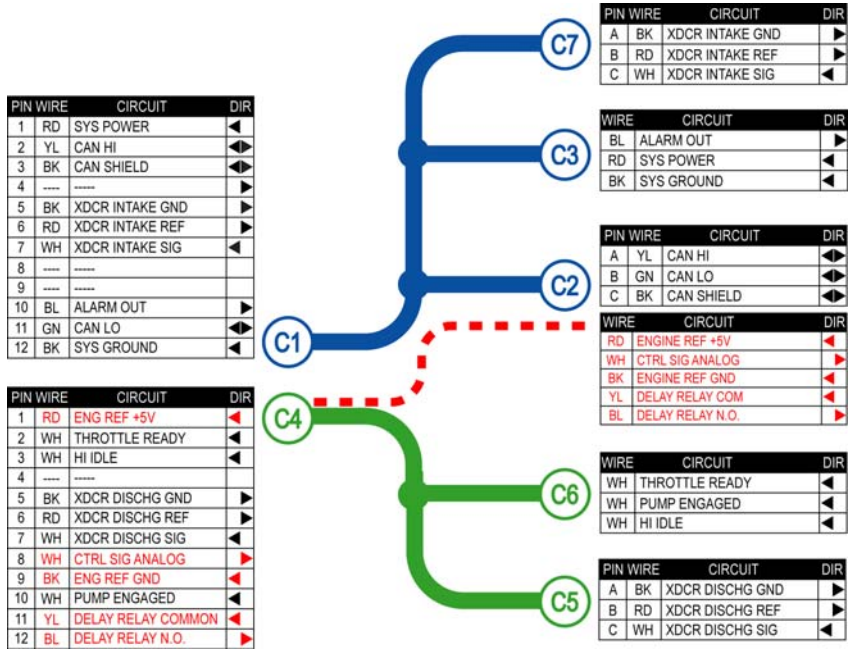 PIN WIRE CIRCUIT DIR
1 RD SYS POWER
2 YL CAN HI
3 BK CAN SHIELD
4 ---- -----
5 BK XDCR INTAKE GND
6 RD XDCR INTAKE REF
7 WH XDCR INTAKE SIG
8 ---- -----
9 ---- -----
10 BL ALARM OUT
11 GN CAN LO
12 BK SYS GROUND
C1
PIN WIRE CIRCUIT DIR
1 RD ENG REF +5V
2 WH THROTTLE READY
3 WH HI IDLE
4 ---- -----
5 BK XDCR DISCHG GND
6 RD XDCR DISCHG REF
7 WH XDCR DISCHG SIG
8 WH CTRL SIG ANALOG
9 BK ENG REF GND
10 WH PUMP ENGAGED
11 YL DELAY RELAY COMMON
12 BL DELAY RELAY N.O.
C4
C7
PIN WIRE CIRCUIT DIR
A BK XDCR INTAKE GND
B RD XDCR INTAKE REF
C WH XDCR INTAKE SIG
C3
WIRE CIRCUIT DIR
BL ALARM OUT
RD SYS POWER
BK SYS GROUND
C2
PIN WIRE CIRCUIT DIR
A YL CAN HI
B GN CAN LO
C BK CAN SHIELD
WIRE CIRCUIT DIR
RD ENGINE REF +5V
WH CTRL SIG ANALOG
BK ENGINE REF GND
YL DELAY RELAY COM
BL DELAY RELAY N.O.
C6
WIRE CIRCUIT DIR
WH THROTTLE READY
WH PUMP ENGAGED
WH HI IDLE
C5
PIN WIRE CIRCUIT DIR
A BK XDCR DISCHG GND
B RD XDCR DISCHG REF
C WH XDCR DISCHG SIG